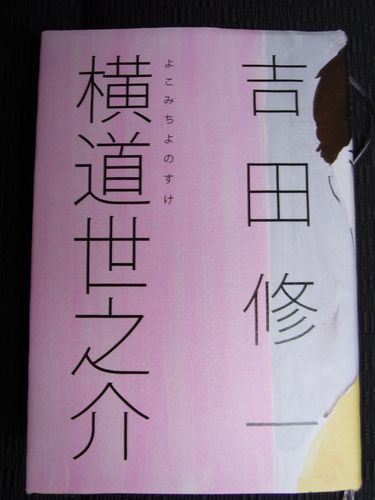 吉田修一
横道世之介
よこみちよのすけ